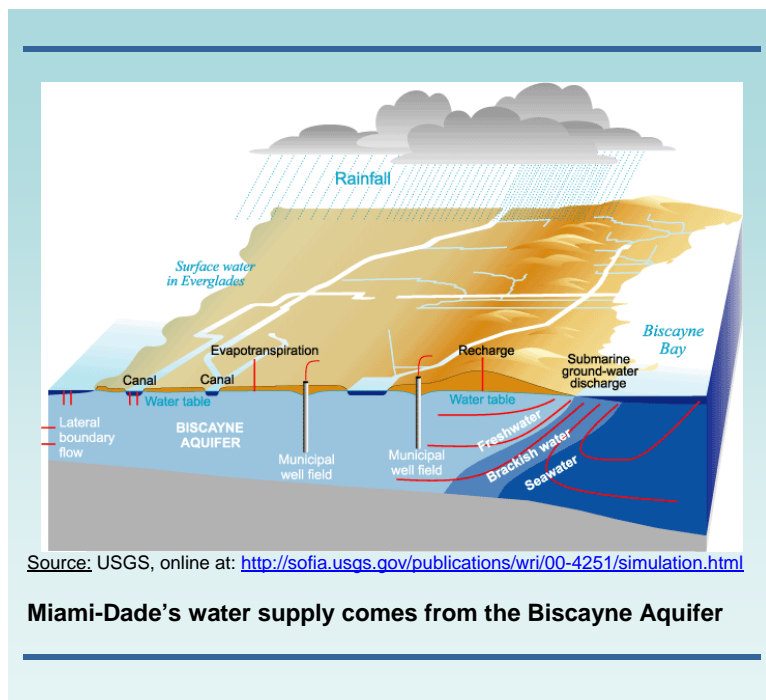 Rainfall
Surface water
in Everglades
Biscayne
Bay
Evapotranspiration
Recharge
Submarine
ground-water
discharge
Canal
Canal
Water table
Water table
Lateral
boundary
flow
BISCAYNE
AQUIFER
Municipal
well field
Municipal
well field
Freshwater
Brackish water
Seawater
Source: USGS, online at: http://sofia.usgs.gov/publications/wri/00-4251/simulation.html
Miami-Dade's water supply comes from the Biscayne Aquifer